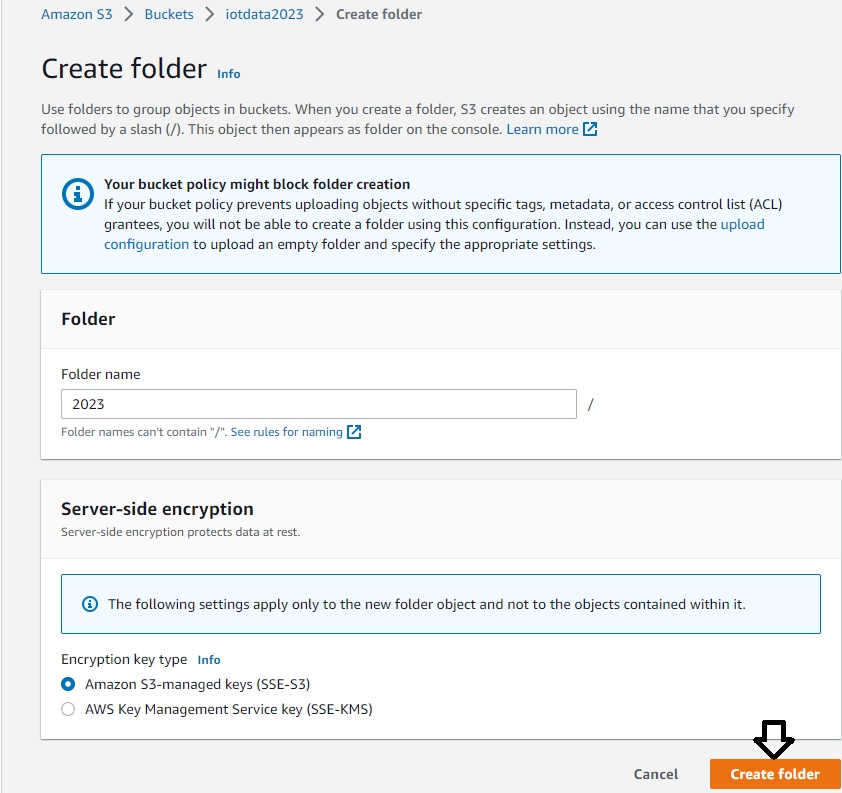 Amazon S3 > Buckets > iotdata2023 > Create folder
Create folder Info
Use folders to group objects in buckets. When you create a folder, S3 creates an object using the name that you specify
followed by a slash (/). This object then appears as folder on the console. Learn more
Your bucket policy might block folder creation
If your bucket policy prevents uploading objects without specific tags, metadata, or access control list (ACL)
grantees, you will not be able to create a folder using this configuration. Instead, you can use the upload
configuration to upload an empty folder and specify the appropriate settings.
Folder
Folder name
2023 /
Folder names can't contain "/". See rules for naming
Server-side encryption
Server-side encryption protects data at rest.
The following settings apply only to the new folder object and not to the objects contained within it.
Encryption key type Info
Amazon S3-managed keys (SSE-S3)
AWS Key Management Service key (SSE-KMS)
Cancel Create folder